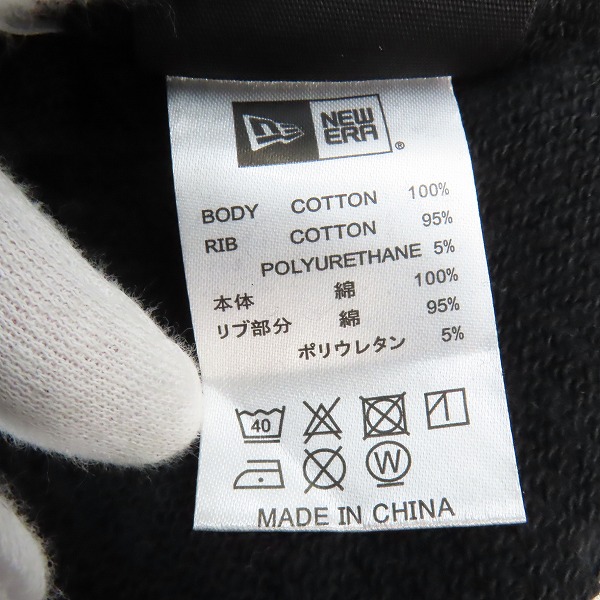 NEW
ERA®
BODY COTTON 100%
RIB COTTON 95%
POLYURETHANE 5%
本体 綿 100%
リブ部分 綿 95%
ポリウレタン 5%
40
W
MADE IN CHINA